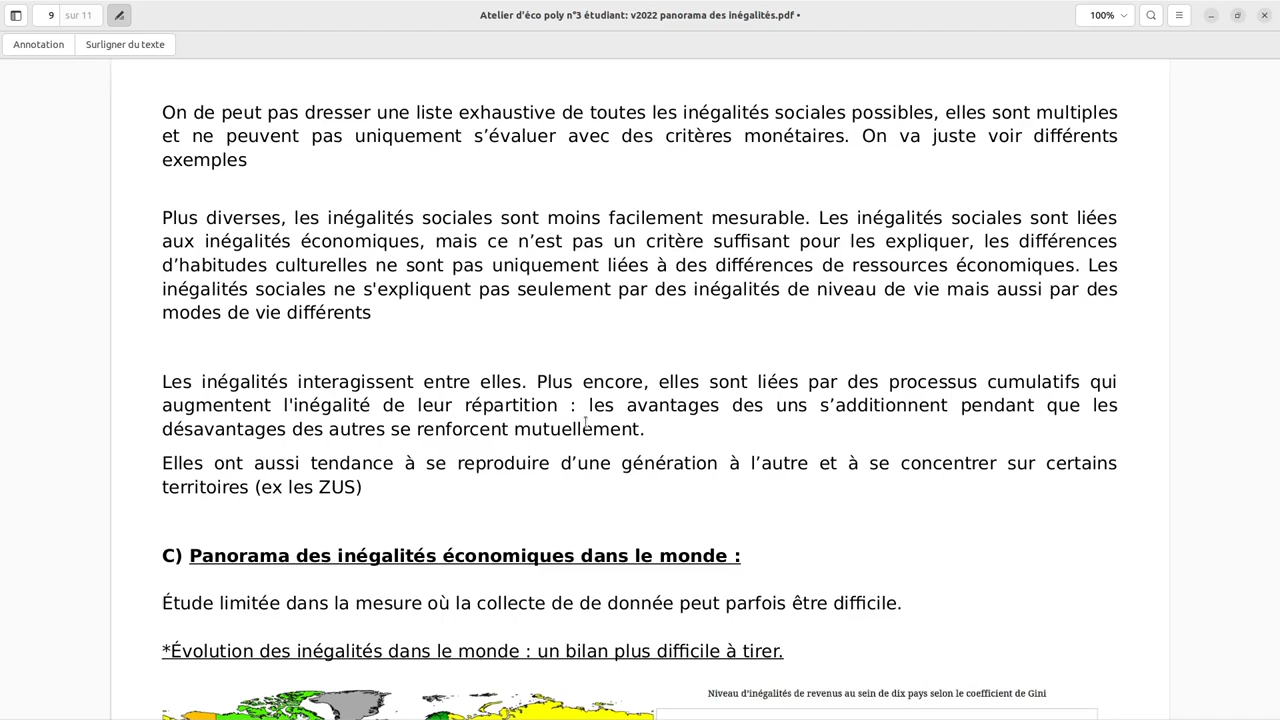 9
sur 11
Atelier d'éco poly n°3 étudiant: v2022 panorama des inégalités.pdf •
100%
Annotation
Surligner du texte
On de peut pas dresser une liste exhaustive de toutes les inégalités sociales possibles, elles sont multiples
et ne peuvent pas uniquement s’évaluer avec des critères monétaires. On va juste voir différents
exemples
Plus diverses, les inégalités sociales sont moins facilement mesurable. Les inégalités sociales sont liées
aux inégalités économiques, mais ce n’est pas un critère suffisant pour les expliquer, les différences
d’habitudes culturelles ne sont pas uniquement liées à des différences de ressources économiques. Les
inégalités sociales ne s'expliquent pas seulement par des inégalités de niveau de vie mais aussi par des
modes de vie différents
Les inégalités interagissent entre elles. Plus encore, elles sont liées par des processus cumulatifs qui
augmentent l'inégalité de leur répartition : les avantages des uns s’additionnent pendant que les
désavantages des autres se renforcent mutuellement.
Elles ont aussi tendance à se reproduire d’une génération à l’autre et à se concentrer sur certains
territoires (ex les ZUS)
C) Panorama des inégalités économiques dans le monde :
Étude limitée dans la mesure où la collecte de de donnée peut parfois être difficile.
*Évolution des inégalités dans le monde : un bilan plus difficile à tirer.
Niveau d'inégalités de revenus au sein de dix pays selon le coefficient de Gini